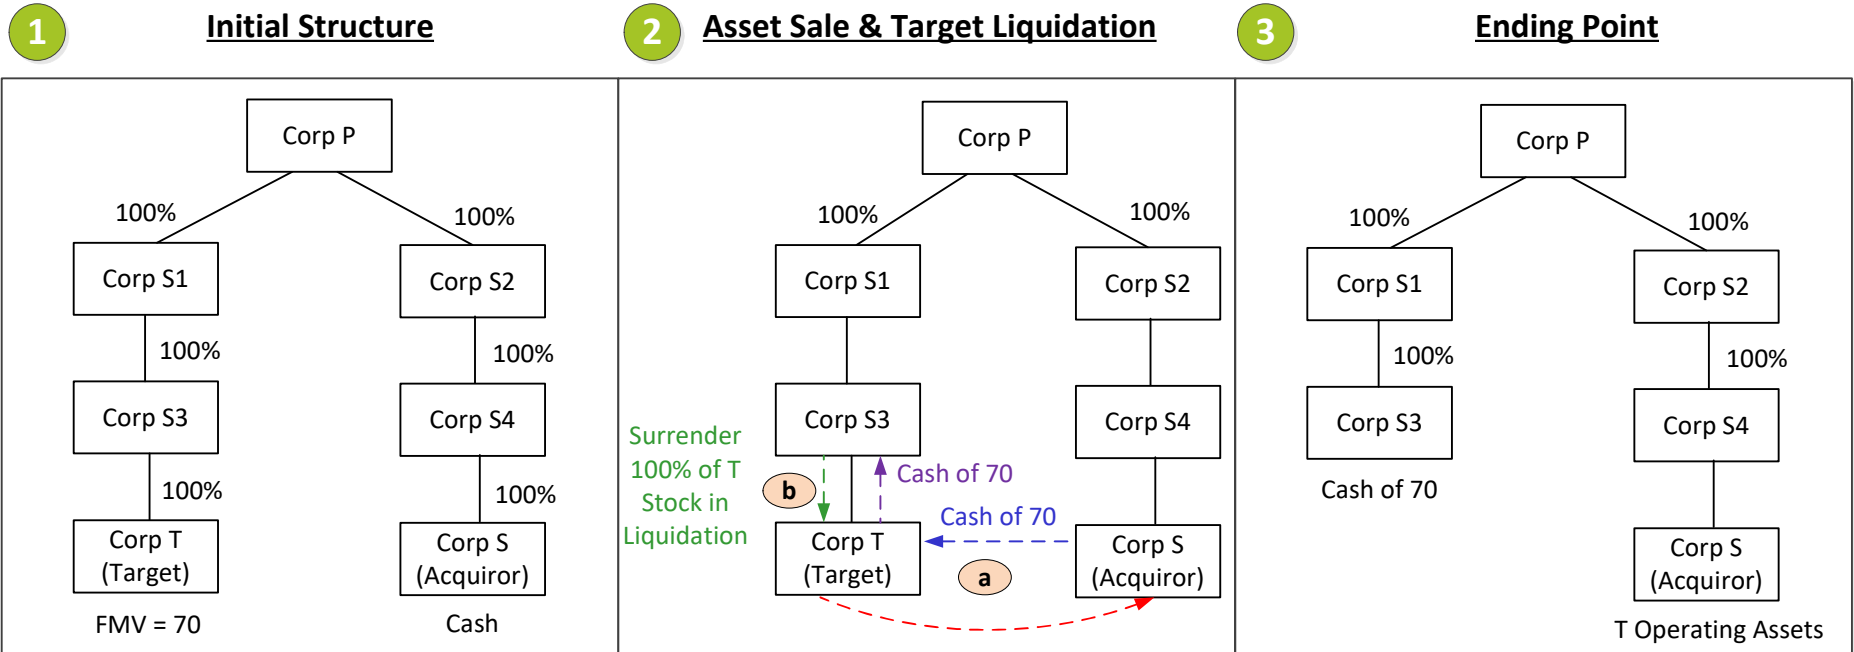 1
Initial Structure
Corp P
100%
100%
Corp S1
Corp S2
100%
100%
Corp S3
Corp S4
100%
100%
Corp T
(Target)
Corp S
(Acquiror)
FMV = 70
Cash
2
Asset Sale & Target Liquidation
Corp P
100%
100%
Corp S1
Corp S2
Corp S3
Corp S4
Surrender
100% of T
Stock in
Liquidation
b
Cash of 70
Cash of 70
Corp T
(Target)
a
Corp S
(Acquiror)
3
Ending Point
Corp P
100%
100%
Corp S1
Corp S2
100%
100%
Corp S3
Corp S4
Cash of 70
Corp S
(Acquiror)
T Operating Assets